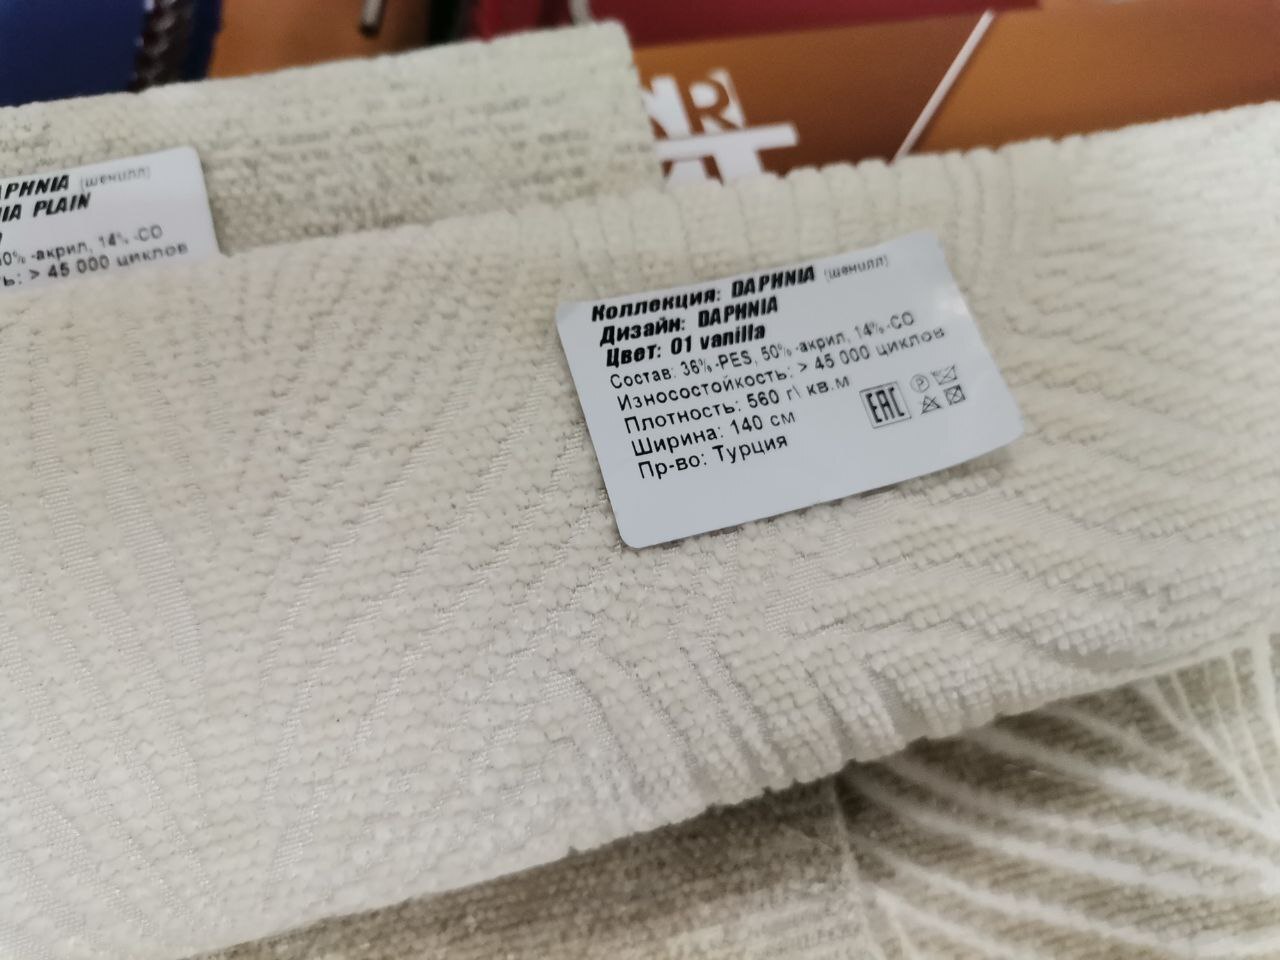 APHNIA (шенилл)
IA PLAIN
0% -акрил, 14% -CO
ь: > 45 000 циклов
Коллекция: DAPHNIA (шенилл)
Дизайн: DAPHNIA
Цвет: 01 vanilla
Состав: 36% -PES, 50% -акрил, 14% -CO
Износостойкость: > 45 000 циклов
Плотность: 560 г\ кв.м
Ширина: 140 см
Пр-во: Турция
EAC
P